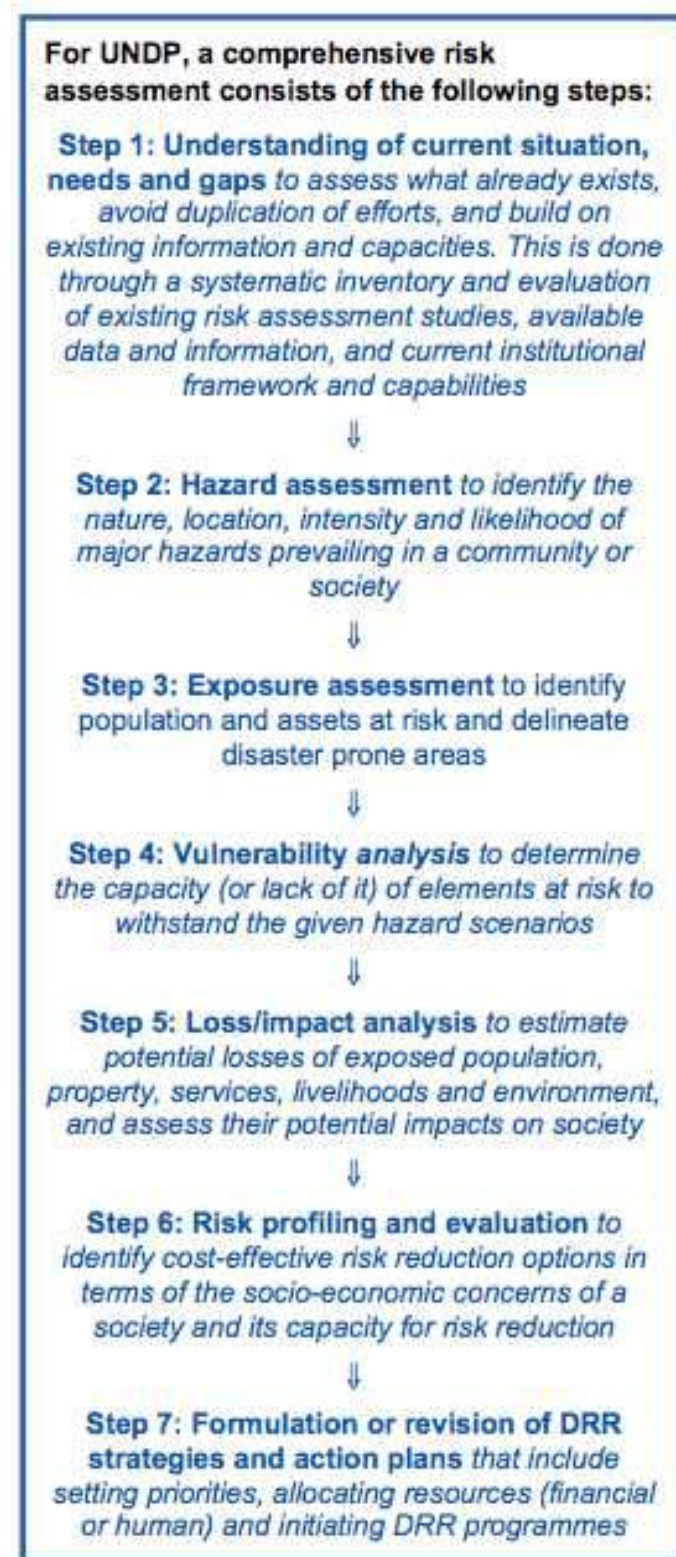 For UNDP, a comprehensive risk
assessment consists of the following steps:
Step 1: Understanding of current situation,
needs and gaps to assess what already exists,
avoid duplication of efforts, and build on
existing information and capacities. This is done
through a systematic inventory and evaluation
of existing risk assessment studies, available
data and information, and current institutional
framework and capabilities
⇓
Step 2: Hazard assessment to identify the
nature, location, intensity and likelihood of
major hazards prevailing in a community or
society
⇓
Step 3: Exposure assessment to identify
population and assets at risk and delineate
disaster prone areas
⇓
Step 4: Vulnerability analysis to determine
the capacity (or lack of it) of elements at risk to
withstand the given hazard scenarios
⇓
Step 5: Loss/impact analysis to estimate
potential losses of exposed population,
property, services, livelihoods and environment,
and assess their potential impacts on society
⇓
Step 6: Risk profiling and evaluation to
identify cost-effective risk reduction options in
terms of the socio-economic concerns of a
society and its capacity for risk reduction
⇓
Step 7: Formulation or revision of DRR
strategies and action plans that include
setting priorities, allocating resources (financial
or human) and initiating DRR programmes